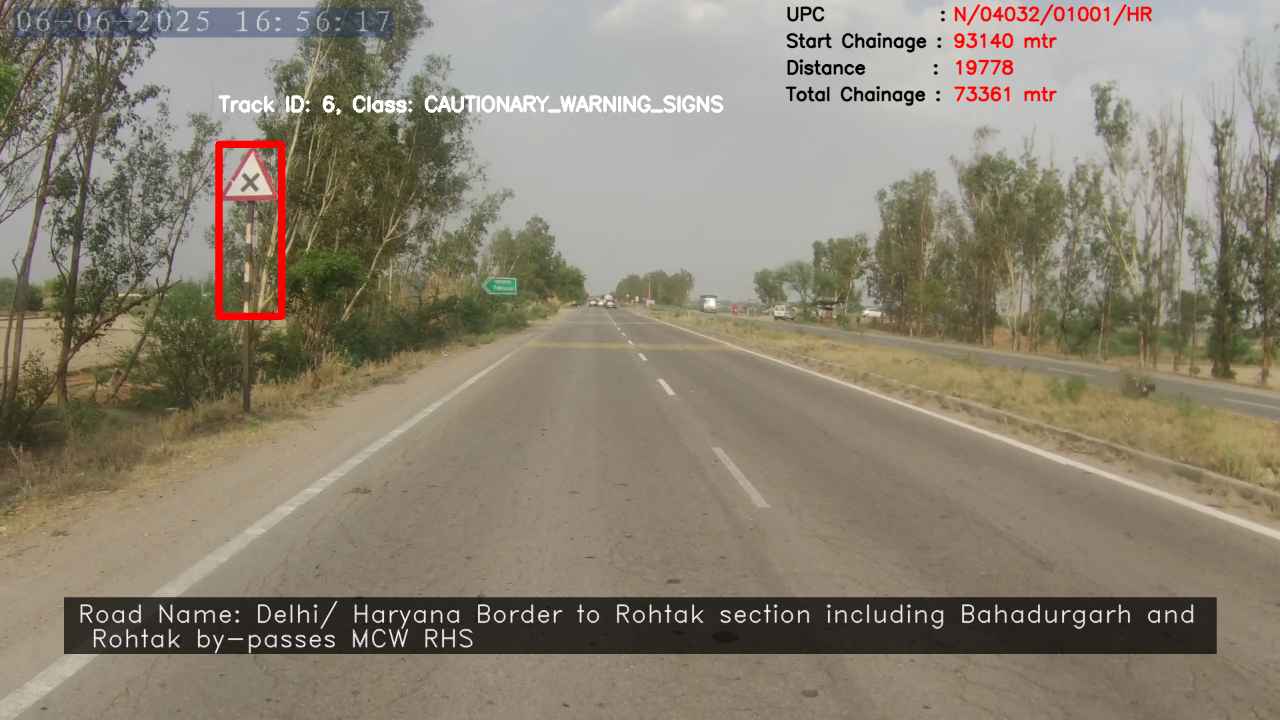 06-06-2025 16:56:17
UPC : N/04032/01001/HR
Start Chainage : 93140 mtr
Distance : 19778
Total Chainage : 73361 mtr
Track ID: 6, Class: CAUTIONARY_WARNING_SIGNS
Road Name: Delhi/ Haryana Border to Rohtak section including Bahadurgarh and
Rohtak by-passes MCW RHS